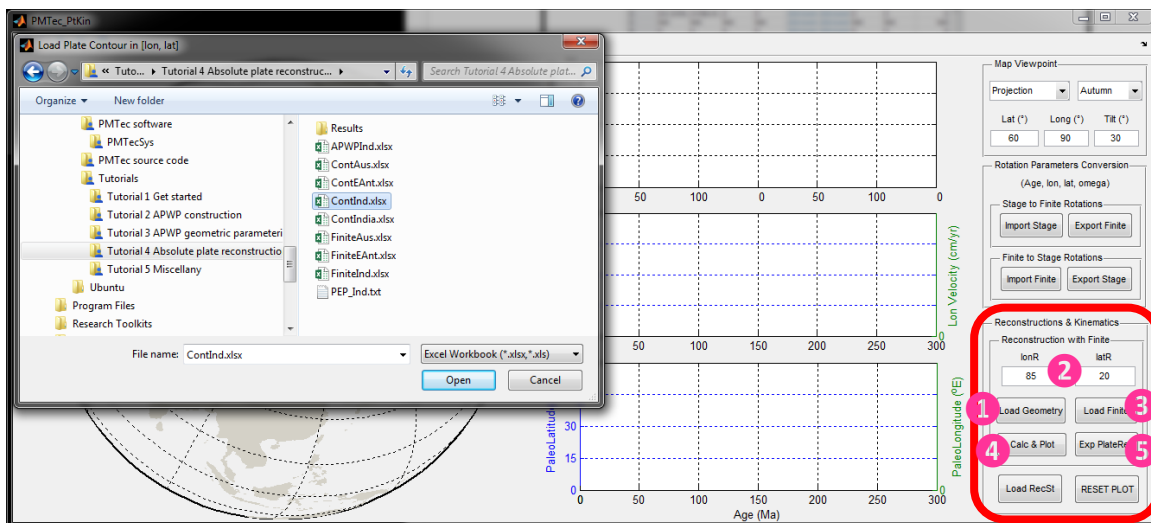 PMTec_PtKin
Load Plate Contour in [lon, lat]
« Tuto... ▸ Tutorial 4 Absolute plate reconstruc... ▸
Search Tutorial 4 Absolute plat...
Organize
New folder
PMTec software
PMTecSys
PMTec source code
Tutorials
Tutorial 1 Get started
Tutorial 2 APWP construction
Tutorial 3 APWP geometric parameteri
Tutorial 4 Absolute plate reconstructio
Tutorial 5 Miscellany
Ubuntu
Program Files
Research Toolkits
Results
APWPInd.xlsx
ContAus.xlsx
ContEAnt.xlsx
ContInd.xlsx
ContIndia.xlsx
FiniteAus.xlsx
FiniteEAnt.xlsx
FiniteInd.xlsx
PEP_Ind.txt
File name: ContInd.xlsx
Excel Workbook (*.xlsx,*.xls)
Open
Cancel
50 100 150 200 100 50 0
Lon Velocity (cm/yr)
0
50 100 150 200 250 300
PaleoLatitude
30
15
0
PaleoLongitude (ºE)
0
0 50 100 150 200 250 300
Age (Ma)
Map Viewpoint
Projection Autumn
Lat (°) Long (°) Tilt (°)
60 90 30
Rotation Parameters Conversion
(Age, lon, lat, omega)
Stage to Finite Rotations
Import Stage Export Finite
Finite to Stage Rotations
Import Finite Export Stage
Reconstructions & Kinematics
Reconstruction with Finite
lonR latR
85 2 20
1 Load Geometry Load Finite 3
4 Calc & Plot Exp PlateRe 5
Load RecSt RESET PLOT